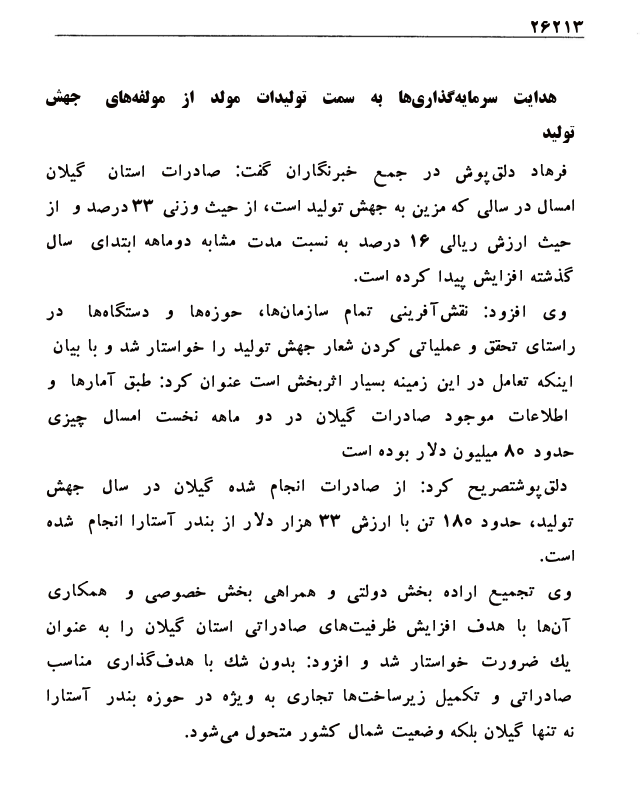 ۲۶۲۱۳
هدایت سرمایه‌گذاری‌ها به سمت تولیدات مولد از مولفه‌های جهش
تولید
فرهاد دلق‌پوش در جمع خبرنگاران گفت: صادرات استان گیلان
امسال در سالی که مزین به جهش تولید است، از حیث وزنی ۳۳ درصد و از
حیث ارزش ریالی ۱۶ درصد به نسبت مدت مشابه دوماهه ابتدای سال
گذشته افزایش پیدا کرده است.
وی افزود: نقش‌آفرینی تمام سازمان‌ها، حوزه‌ها و دستگاه‌ها در
راستای تحقق و عملیاتی کردن شعار جهش تولید را خواستار شد و با بیان
اینکه تعامل در این زمینه بسیار اثربخش است عنوان کرد: طبق آمارها و
اطلاعات موجود صادرات گیلان در دو ماهه نخست امسال چیزی
حدود ۸۰ میلیون دلار بوده است
دلق‌پوشتصریح کرد: از صادرات انجام شده گیلان در سال جهش
تولید، حدود ۱۸۰ تن با ارزش ۳۳ هزار دلار از بندر آستارا انجام شده
است.
وی تجمیع اراده بخش دولتی و همراهی بخش خصوصی و همکاری
آن‌ها با هدف افزایش ظرفیت‌های صادراتی استان گیلان را به عنوان
یك ضرورت خواستار شد و افزود: بدون شك با هدف‌گذاری مناسب
صادراتی و تکمیل زیرساخت‌ها تجاری به ویژه در حوزه بندر آستارا
نه تنها گیلان بلکه وضعیت شمال کشور متحول می‌شود.